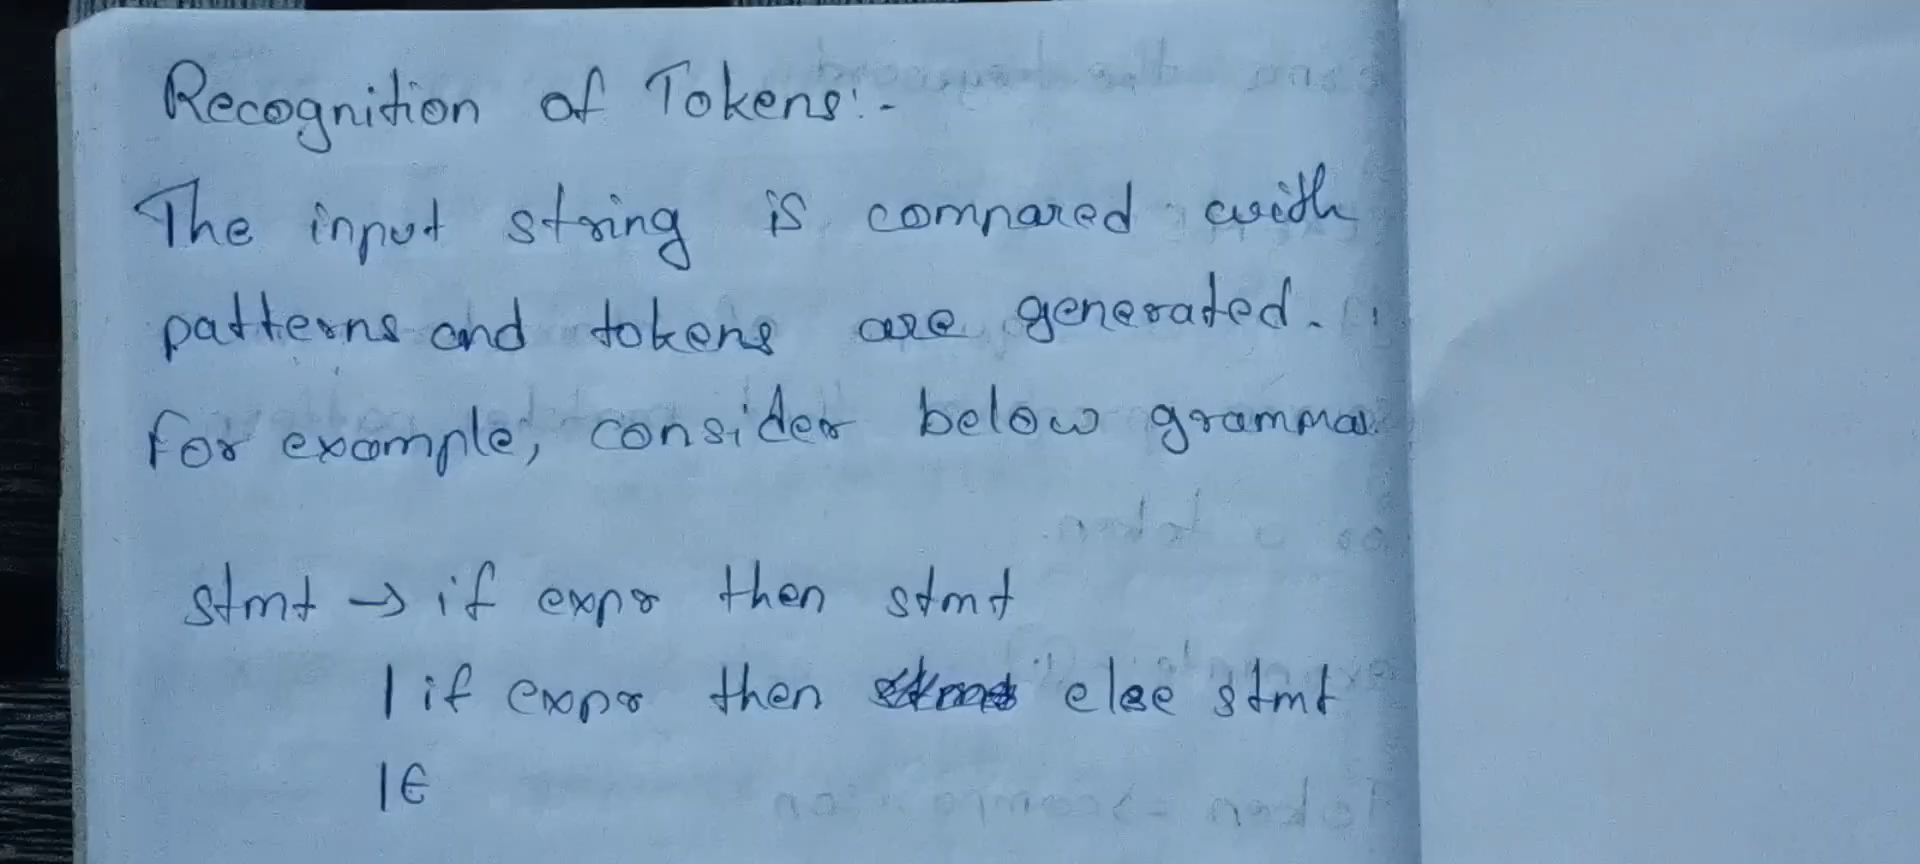 Recognition of Tokens:-
The input string is compared with
patterns and tokens are generated.
For example, consider below grammar
stmt → if expr then stmt
| if expr then stmt else stmt
| ϵ